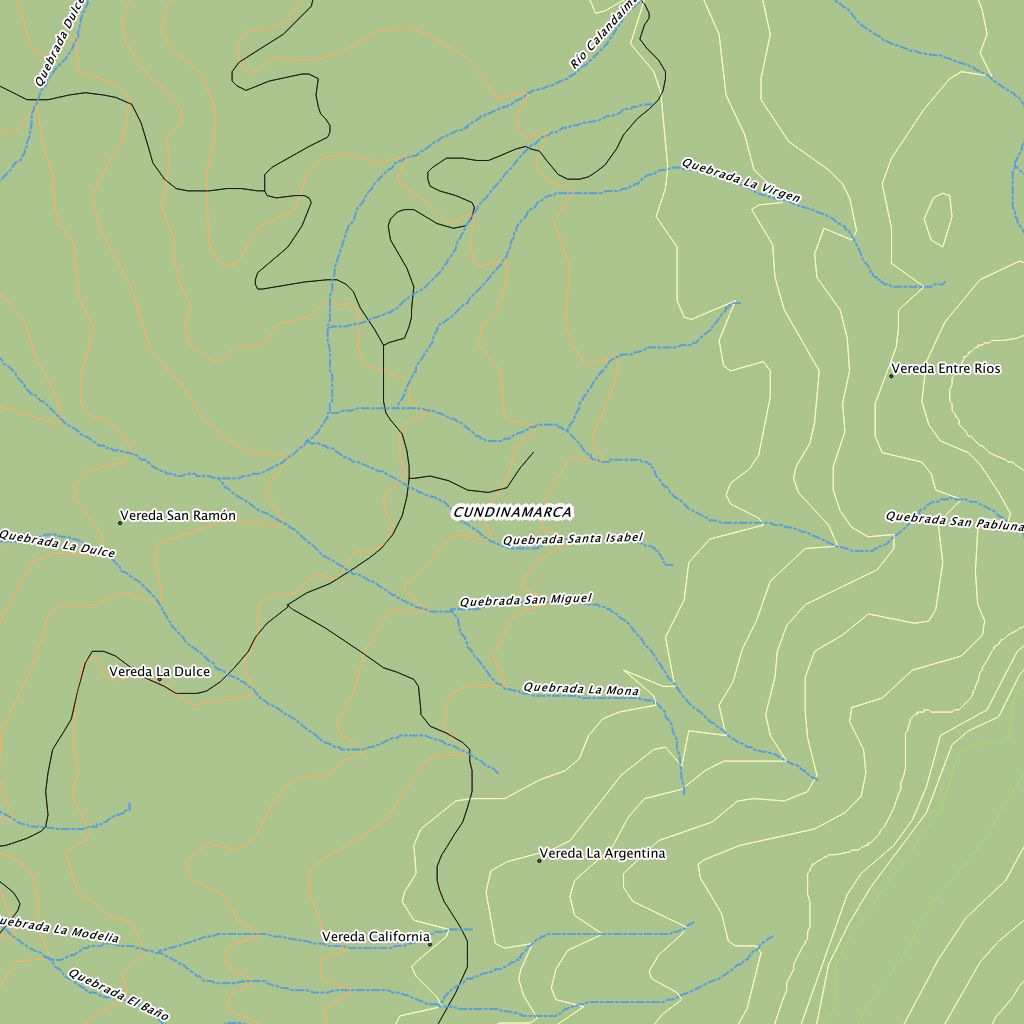 Quebrada Dulce
Río Calandaima
Quebrada La Virgen
Vereda Entre Ríos
Vereda San Ramón
CUNDINAMARCA
Quebrada San Pabluna
Quebrada La Dulce
Quebrada Santa Isabel
Quebrada San Miguel
Vereda La Dulce
Quebrada La Mona
Vereda La Argentina
uebrada La Modelia
Vereda California
Quebrada El Baño